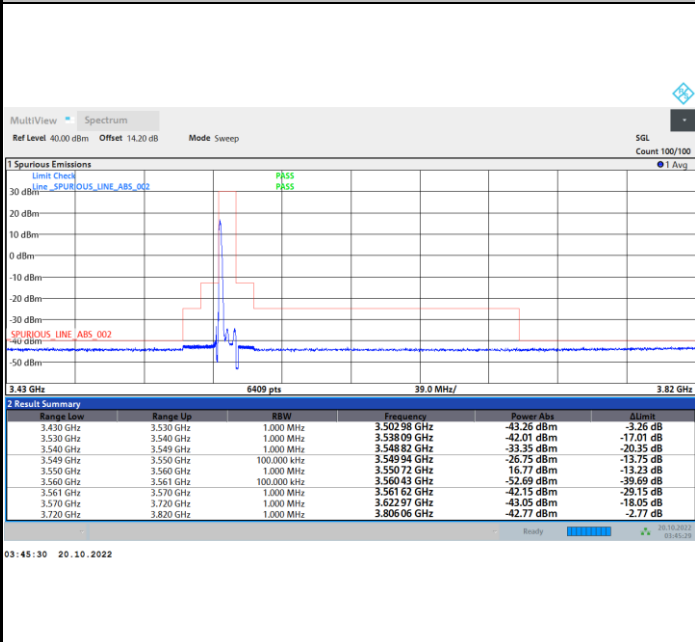 MultiView Spectrum
Ref Level 40.00 dBm Offset 14.20 dB Mode Sweep SGL
Count 100/100
1 Spurious Emissions 1 Avg
Limit Check PASS
Line _SPURIOUS_LINE_ABS_002 PASS
30 dBm
20 dBm
10 dBm
0 dBm
-10 dBm
-20 dBm
-30 dBm
_SPURIOUS_LINE_ABS_002
-40 dBm
-50 dBm
3.43 GHz 6409 pts 39.0 MHz/ 3.82 GHz
2 Result Summary
Range Low Range Up RBW Frequency Power Abs ΔLimit
3.430 GHz 3.530 GHz 1.000 MHz 3.502 98 GHz -43.26 dBm -3.26 dB
3.530 GHz 3.540 GHz 1.000 MHz 3.538 09 GHz -42.01 dBm -17.01 dB
3.540 GHz 3.549 GHz 1.000 MHz 3.548 82 GHz -33.35 dBm -20.35 dB
3.549 GHz 3.550 GHz 100.000 kHz 3.549 94 GHz -26.75 dBm -13.75 dB
3.550 GHz 3.560 GHz 1.000 MHz 3.550 72 GHz 16.77 dBm -13.23 dB
3.560 GHz 3.561 GHz 100.000 kHz 3.560 43 GHz -52.69 dBm -39.69 dB
3.561 GHz 3.570 GHz 1.000 MHz 3.561 62 GHz -42.15 dBm -29.15 dB
3.570 GHz 3.720 GHz 1.000 MHz 3.622 97 GHz -43.05 dBm -18.05 dB
3.720 GHz 3.820 GHz 1.000 MHz 3.806 06 GHz -42.77 dBm -2.77 dB
Ready 20.10.2022
03:45:29
03:45:30 20.10.2022